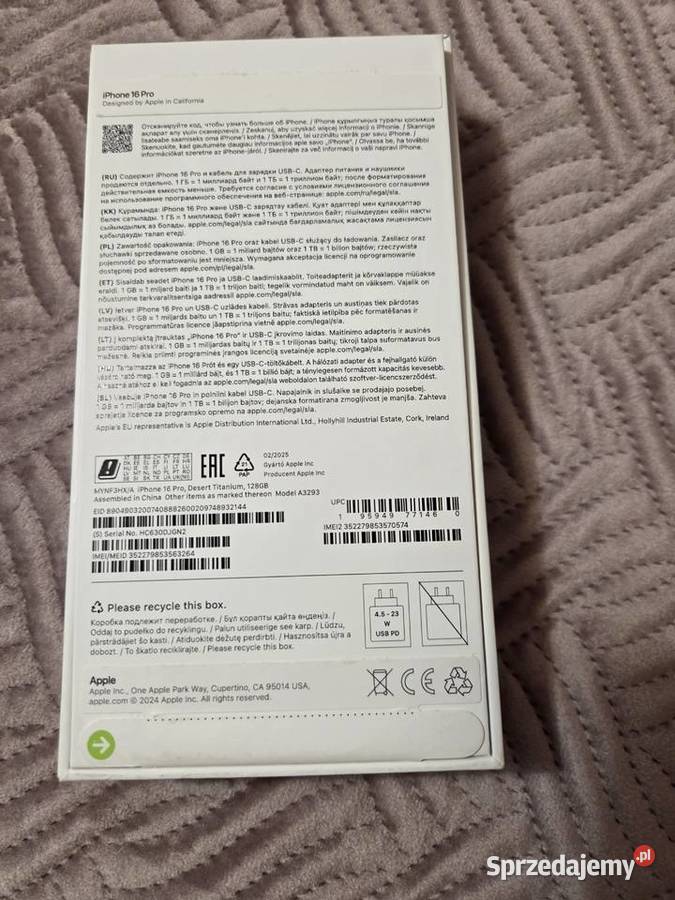 iPhone 16 Pro
Designed by Apple in California
Отсканируйте код, чтобы узнать больше об iPhone. / iPhone құрылғыңыз туралы қосымша
ақпарат алу үшін сканерлеңіз. / Zeskanuj, aby uzyskać więcej informacji o iPhonie. / Skannige
lisateabe saamiseks oma iPhone'i kohta. / Skenējiet, lai uzzinātu vairāk par savu iPhone. /
Skenuokite, kad gautumėte daugiau informacijos apie savo „iPhone“. / Olvassa be, ha további
információkat szeretne az iPhone-járól. / Skenirajte za več informacij o vaši napravi iPhone.
(RU) Содержит iPhone 16 Pro и кабель для зарядки USB-C. Адаптер питания и наушники
продаются отдельно. 1 ГБ = 1 миллиард байт и 1 ТБ = 1 триллион байт; после форматирования
действительная емкость меньше. Требуется согласие с условиями лицензионного соглашения
на использование программного обеспечения на веб-странице: apple.com/ru/legal/sla.
(KK) Құрамында: iPhone 16 Pro және USB-C зарядтау кабелі. Қуат адаптері мен құлаққаптар
бөлек сатылады. 1 ГБ = 1 миллиард байт және 1 ТБ = 1 триллион байт; пішімдеуден кейін нақты
сыйымдылық аз болады. apple.com/legal/sla сайтында бағдарламалық жасақтама лицензиясын
қабылдауды талап етеді.
(PL) Zawartość opakowania: iPhone 16 Pro oraz kabel USB-C służący do ładowania. Zasilacz oraz
słuchawki sprzedawane osobno. 1 GB = 1 miliard bajtów oraz 1 TB = 1 bilion bajtów; rzeczywista
pojemność po sformatowaniu jest mniejsza. Wymagana akceptacja licencji na oprogramowanie
dostępnej pod adresem apple.com/pl/legal/sla.
(ET) Sisaldab seadet iPhone 16 Pro ja USB-C laadimiskaablit. Toiteadapterit ja kõrvaklappe müüakse
eraldi. 1 GB = 1 miljard baiti ja 1 TB = 1 triljon baiti; tegelik vormindatud maht on väiksem. Vajalik on
nõustumine tarkvaralitsentsiga aadressil apple.com/legal/sla.
(LV) Ietver iPhone 16 Pro un USB-C uzlādes kabeli. Strāvas adapteris un austiņas tiek pārdotas
atsevišķi. 1 GB = 1 miljards baitu un 1 TB = 1 triljons baitu; faktiskā ietilpība pēc formatēšanas ir
mazāka. Programmatūras licence jāapstiprina vietnē apple.com/legal/sla.
(LT) Į komplektą įtrauktas „iPhone 16 Pro“ ir USB-C įkrovimo laidas. Maitinimo adapteris ir ausinės
parduodami atskirai. 1 GB = 1 milijardas baitų ir 1 TB = 1 trilijonas baitų; tikroji talpa suformatavus bus
mažesnė. Reikia priimti programinės įrangos licenciją svetainėje apple.com/legal/sla.
(HU) Tartalmazza az iPhone 16 Prót és egy USB-C-töltőkábelt. A hálózati adapter és a fejhallgató külön
vásárolható meg. 1 GB = 1 milliárd bájt, és 1 TB = 1 billió bájt; a tényleges formázott kapacitás kevesebb.
A használathoz el kell fogadnia az apple.com/legal/sla weboldalon található szoftver-licencszerződést.
(SL) Vsebuje iPhone 16 Pro in polnilni kabel USB-C. Napajalnik in slušalke se prodajajo posebej.
1 GB = 1 milijarda bajtov in 1 TB = 1 bilijon bajtov; dejanska formatirana zmogljivost je manjša. Zahteva
sprejetje licence za programsko opremo na apple.com/legal/sla.
Apple's EU representative is Apple Distribution International Ltd., Hollyhill Industrial Estate, Cork, Ireland
EAC
21
PAP
02/2025
Gyártó Apple Inc
Producent Apple Inc
MYNF3HX/A iPhone 16 Pro, Desert Titanium, 128GB
Assembled in China Other items as marked thereon Model A3293
EID 89049032007408882600209748932144
(S) Serial No. HC630DJGN2
IMEI/MEID 352279853563264
UPC
1 95949 77146 0
IMEI2 352279853570574
Please recycle this box.
Коробка подлежит переработке. / Бұл қорапты қайта өңдеңіз. /
Oddaj to pudełko do recyklingu. / Palun utiliseerige see karp. / Lūdzu,
pārstrādājiet šo kasti. / Atiduokite dėžutę perdirbti. / Hasznosítsa újra a
dobozt. / To škatlo reciklirajte. / Please recycle this box.
4.5 - 23
W
USB PD
Apple
Apple Inc., One Apple Park Way, Cupertino, CA 95014 USA,
apple.com © 2024 Apple Inc. All rights reserved.
CE
Sprzedajemy.pl